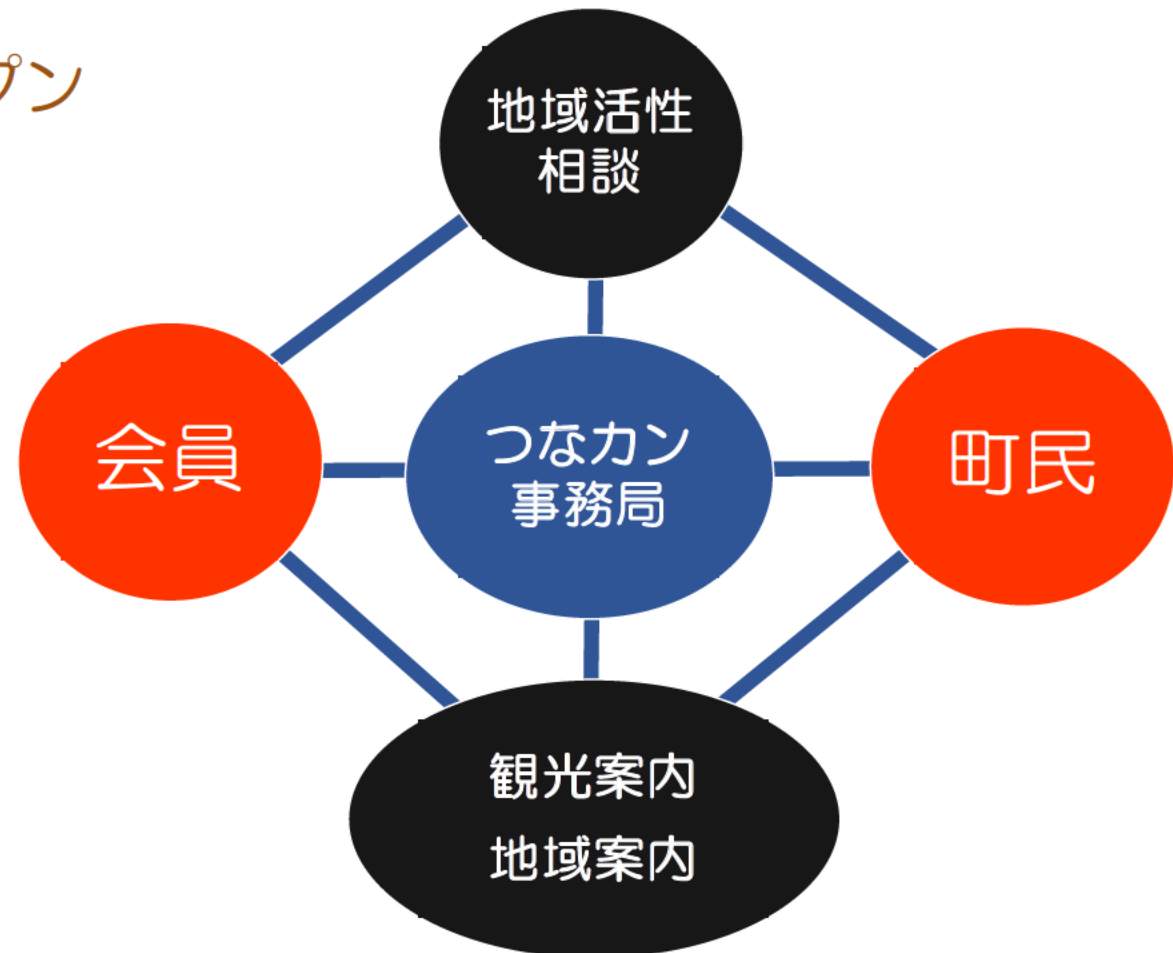 プン
地域活性
相談
会員
つなカン
事務局
町民
観光案内
地域案内